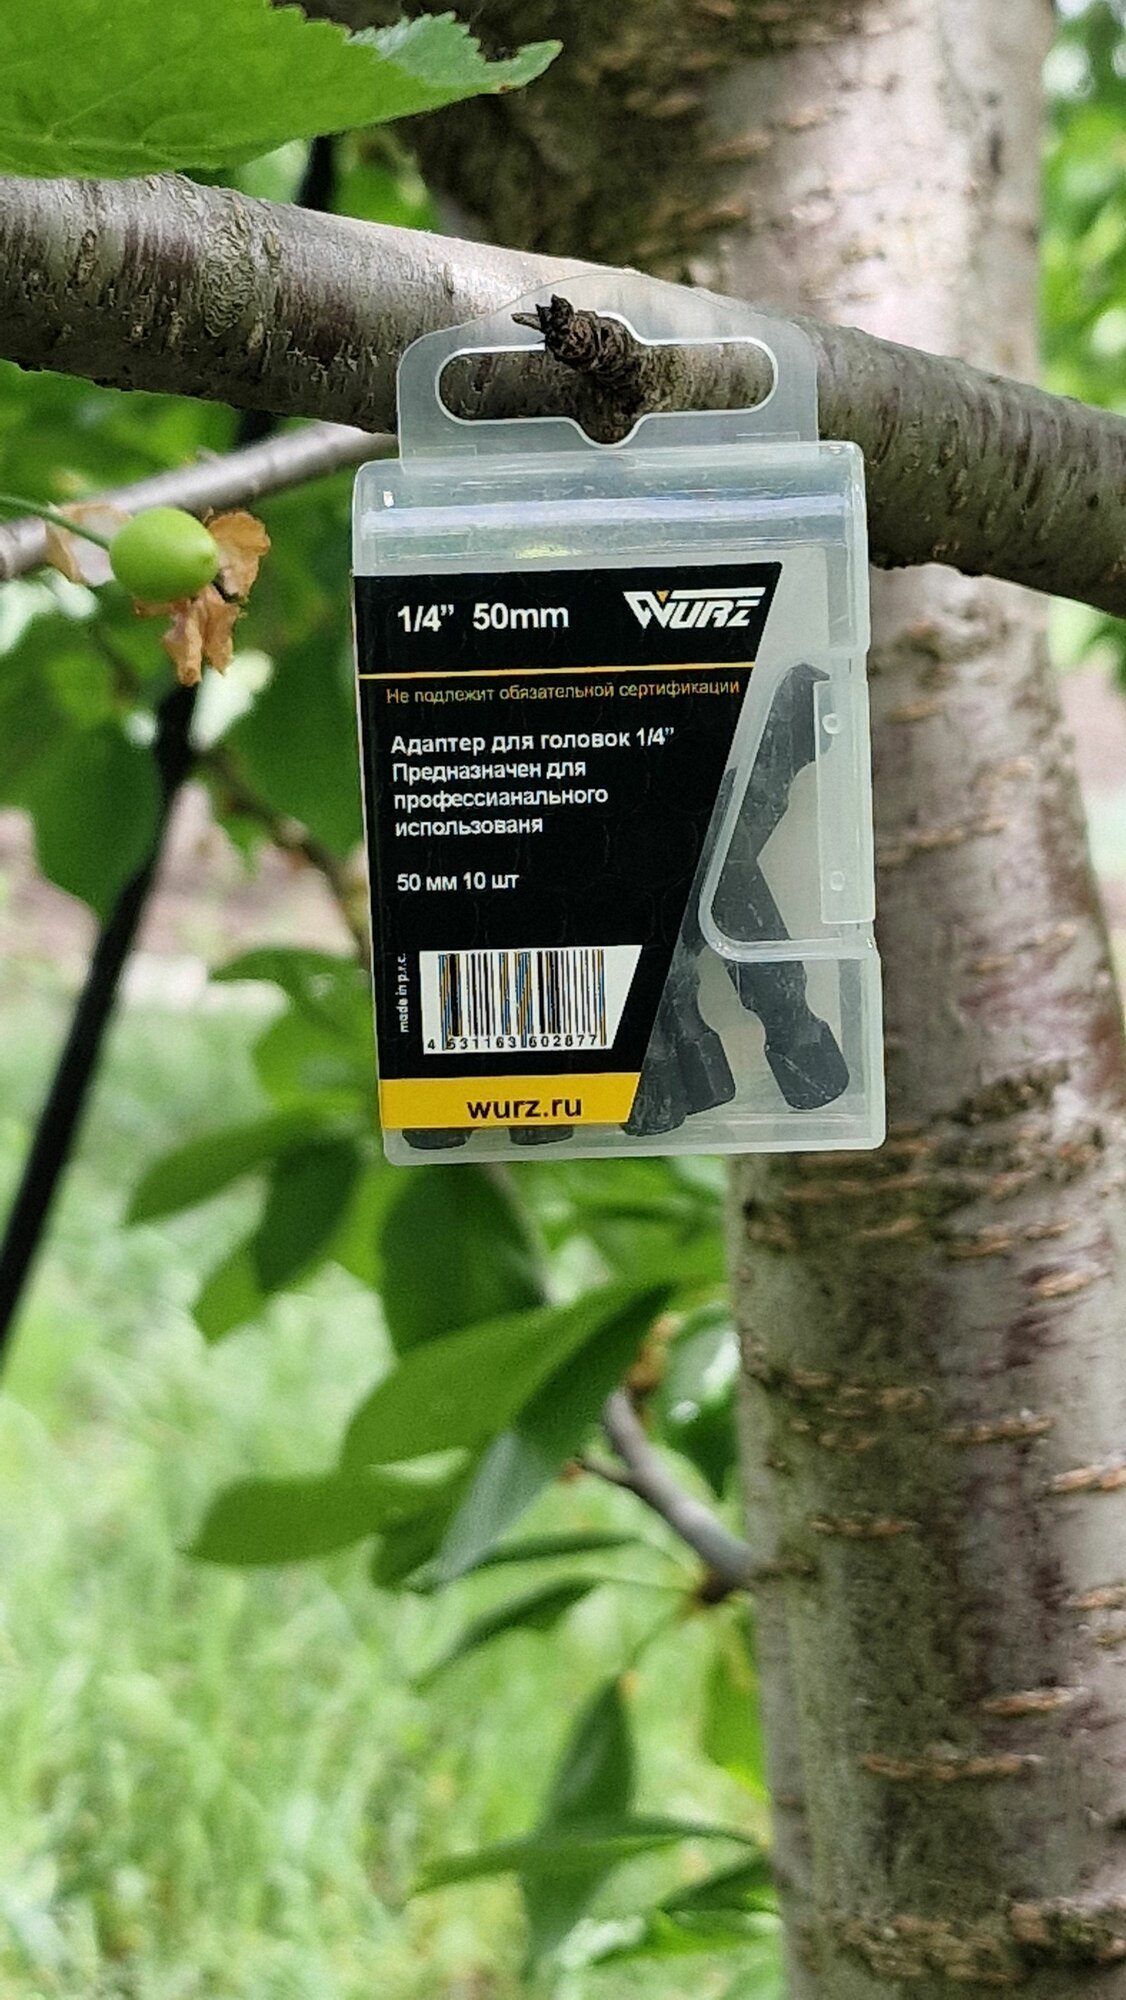 1/4” 50mm
WURZ
Не подлежит обязательной сертификации
Адаптер для головок 1/4”
Предназначен для
профессианального
использованя
50 мм 10 шт
made in p.r.c.
4 631163 602877
wurz.ru